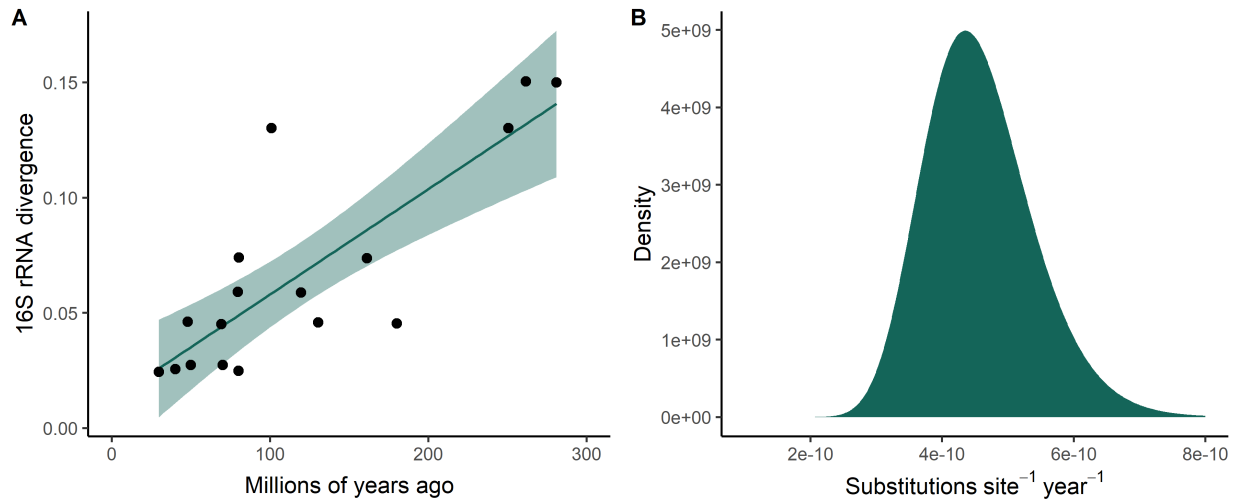 A
16S rRNA divergence
0.15
0.10
0.05
0.00
0
100
200
300
Millions of years ago
B
Density
5e+09
4e+09
3e+09
2e+09
1e+09
0e+00
2e-10
4e-10
6e-10
8e-10
Substitutions site⁻¹ year⁻¹